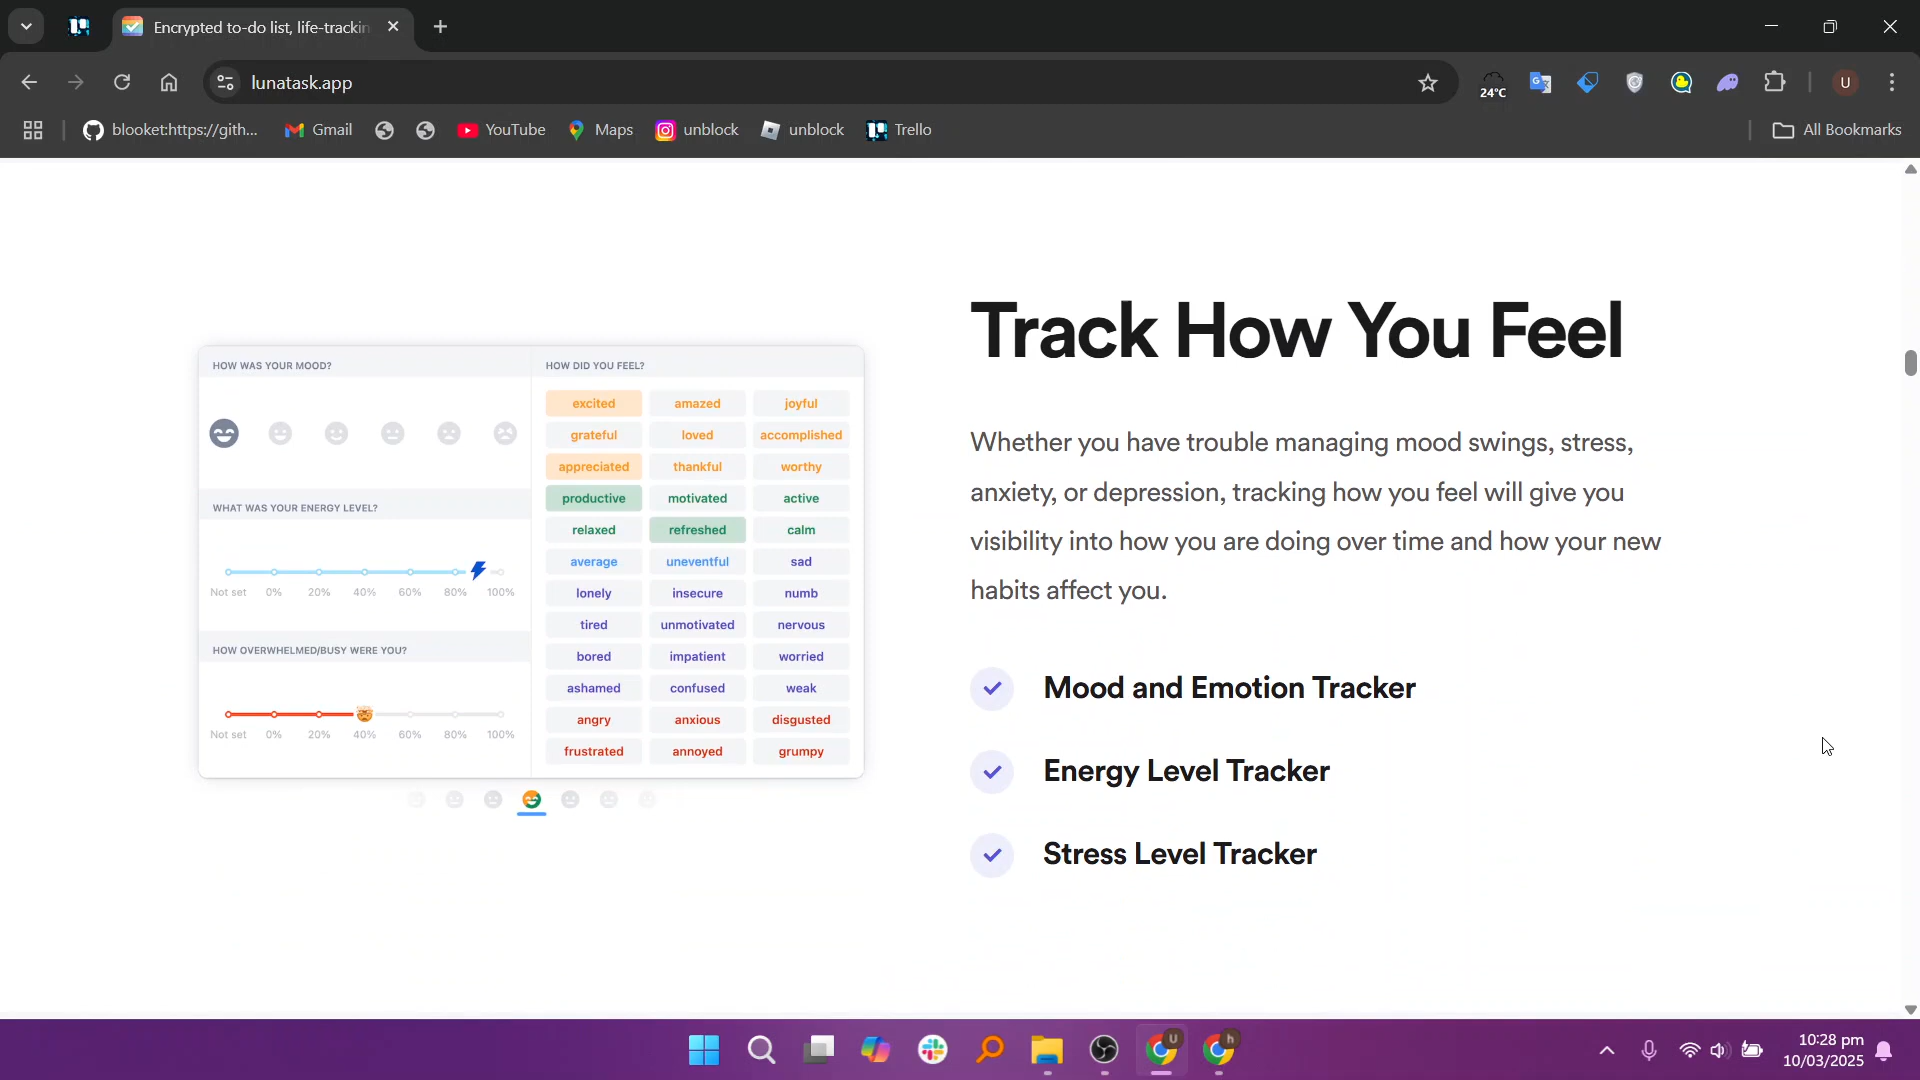 Encrypted to-do list, life-trackin
lunatask.app
24°C
U
blooket:https://gith...
Gmail
YouTube
Maps
unblock
unblock
Trello
All Bookmarks
HOW WAS YOUR MOOD?
WHAT WAS YOUR ENERGY LEVEL?
Not set 0% 20% 40% 60% 80% 100%
HOW OVERWHELMED/BUSY WERE YOU?
Not set 0% 20% 40% 60% 80% 100%
HOW DID YOU FEEL?
excited amazed joyful
grateful loved accomplished
appreciated thankful worthy
productive motivated active
relaxed refreshed calm
average uneventful sad
lonely insecure numb
tired unmotivated nervous
bored impatient worried
ashamed confused weak
angry anxious disgusted
frustrated annoyed grumpy
Track How You Feel
Whether you have trouble managing mood swings, stress,
anxiety, or depression, tracking how you feel will give you
visibility into how you are doing over time and how your new
habits affect you.
Mood and Emotion Tracker
Energy Level Tracker
Stress Level Tracker
U
h
10:28 pm
10/03/2025